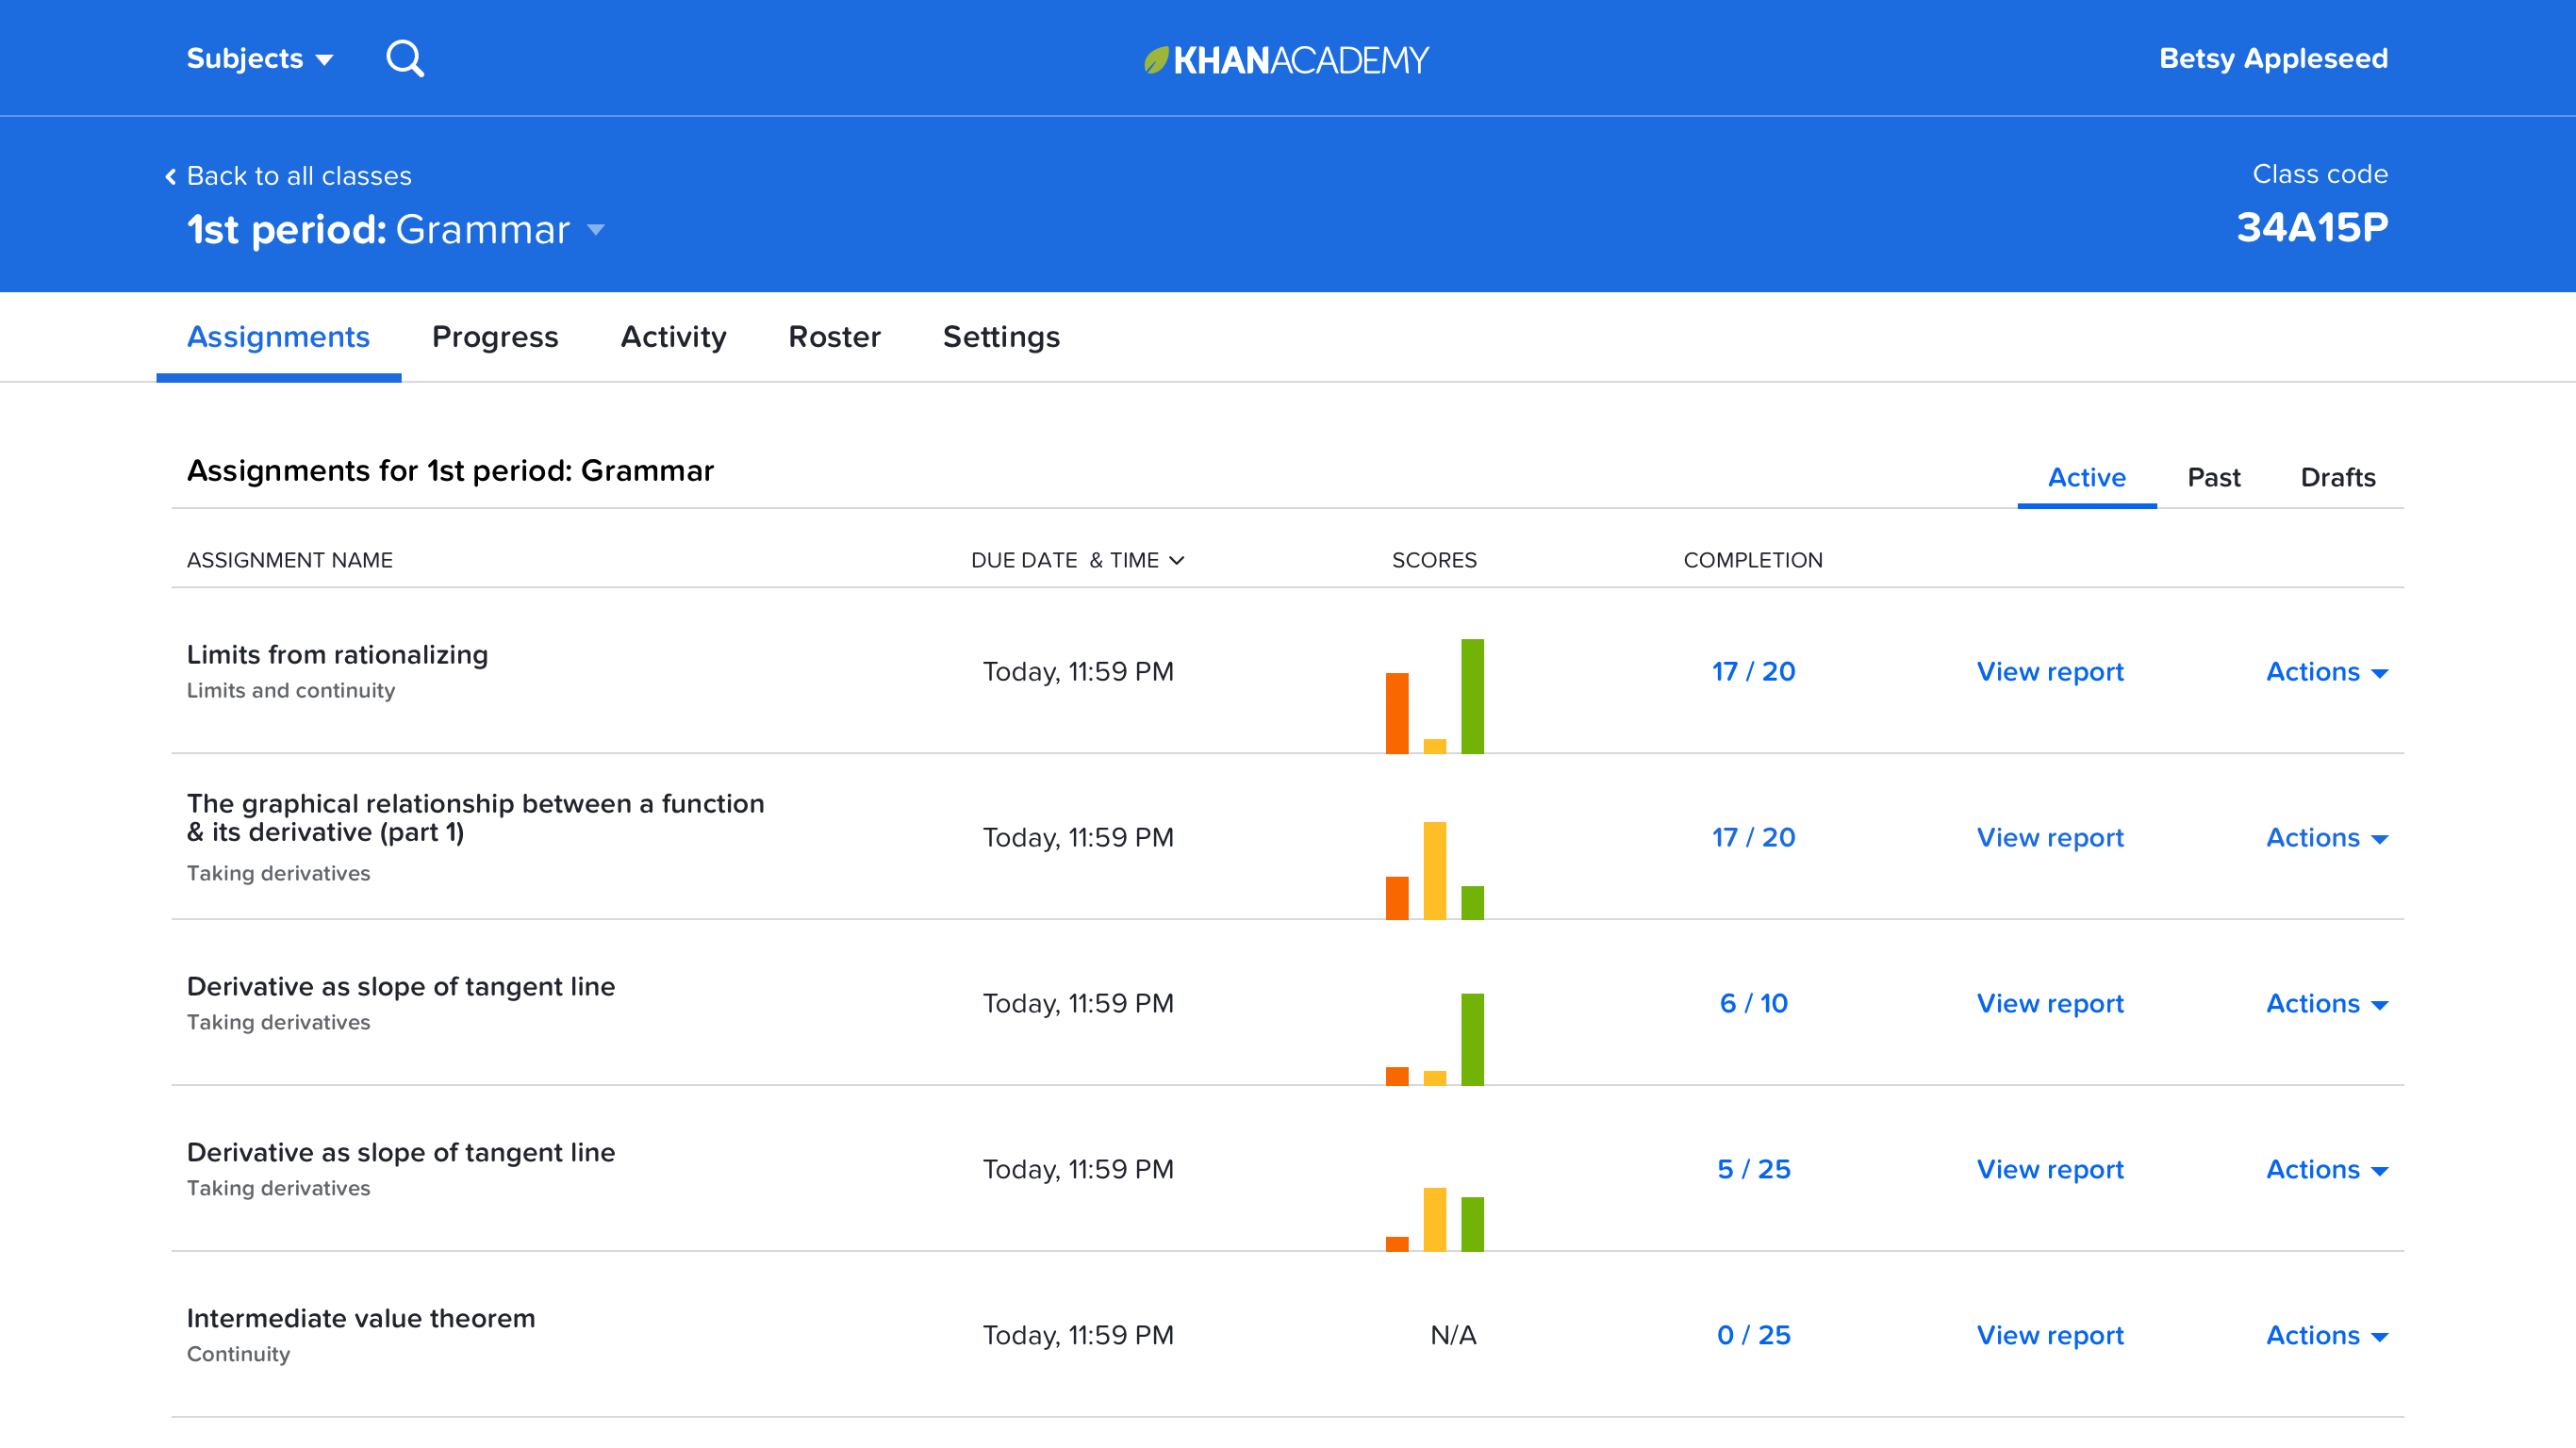 Subjects
KHANACADEMY
Betsy Appleseed
Back to all classes
Class code
1st period: Grammar
34A15P
Assignments Progress Activity Roster Settings
Assignments for 1st period: Grammar
Active Past Drafts
ASSIGNMENT NAME DUE DATE & TIME SCORES COMPLETION
Limits from rationalizing
Limits and continuity
Today, 11:59 PM 17 / 20 View report Actions
The graphical relationship between a function
& its derivative (part 1)
Taking derivatives
Today, 11:59 PM 17 / 20 View report Actions
Derivative as slope of tangent line
Taking derivatives
Today, 11:59 PM 6 / 10 View report Actions
Derivative as slope of tangent line
Taking derivatives
Today, 11:59 PM 5 / 25 View report Actions
Intermediate value theorem
Continuity
Today, 11:59 PM N/A 0 / 25 View report Actions